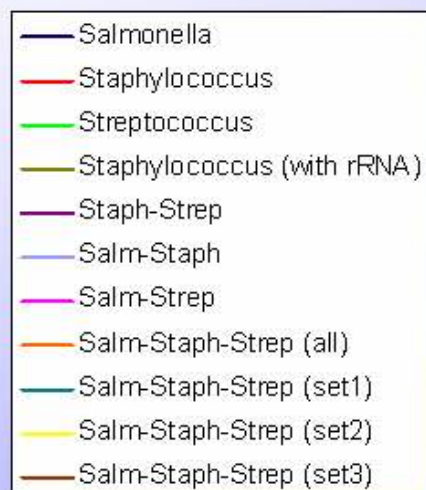 Salmonella
Staphylococcus
Streptococcus
Staphylococcus (with rRNA)
Staph-Strep
Salm-Staph
Salm-Strep
Salm-Staph-Strep (all)
Salm-Staph-Strep (set1)
Salm-Staph-Strep (set2)
Salm-Staph-Strep (set3)